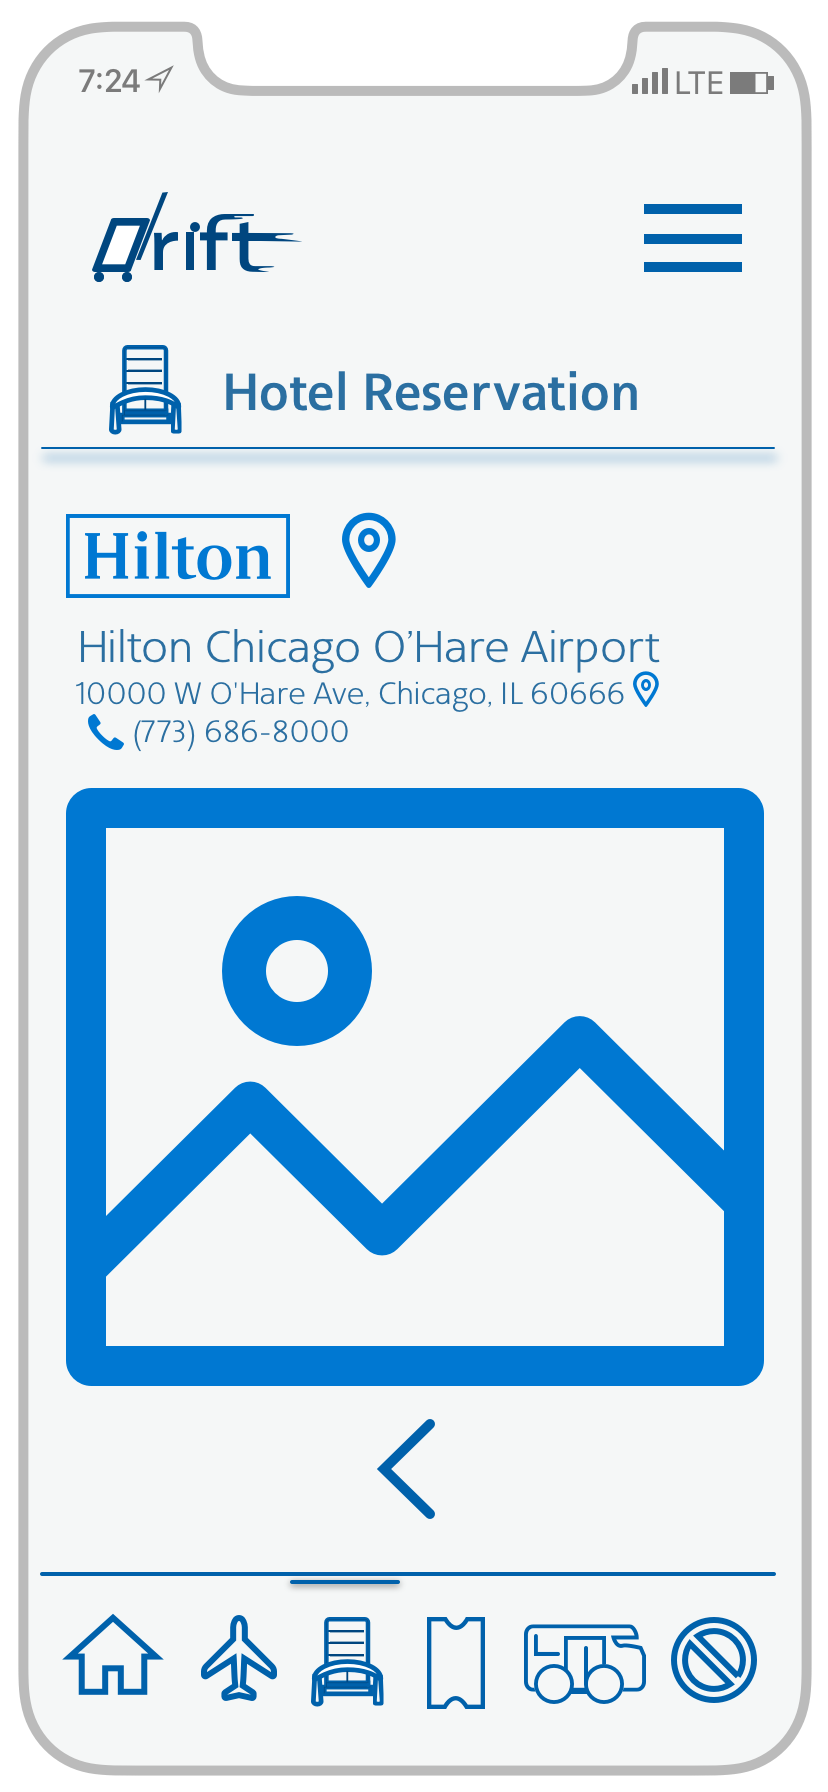 7:24 LTE
Drift
Hotel Reservation
Hilton
Hilton Chicago O’Hare Airport
10000 W O'Hare Ave, Chicago, IL 60666
(773) 686-8000